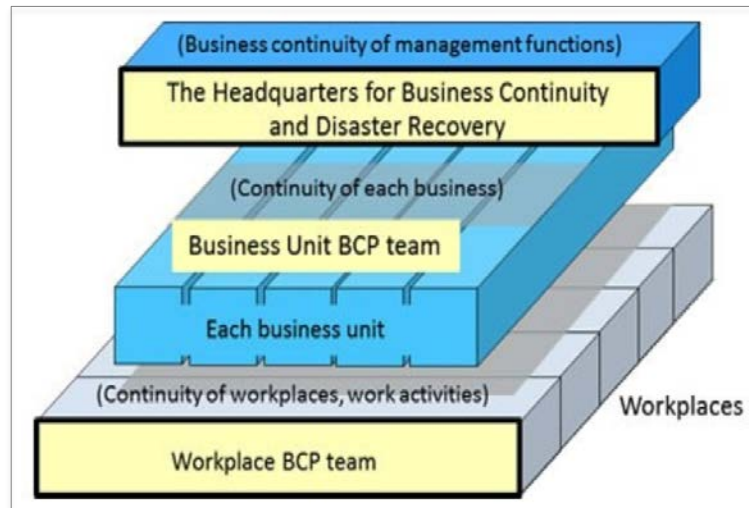 (Business continuity of management functions)
The Headquarters for Business Continuity
and Disaster Recovery
(Continuity of each business)
Business Unit BCP team
Each business unit
(Continuity of workplaces, work activities)
Workplaces
Workplace BCP team